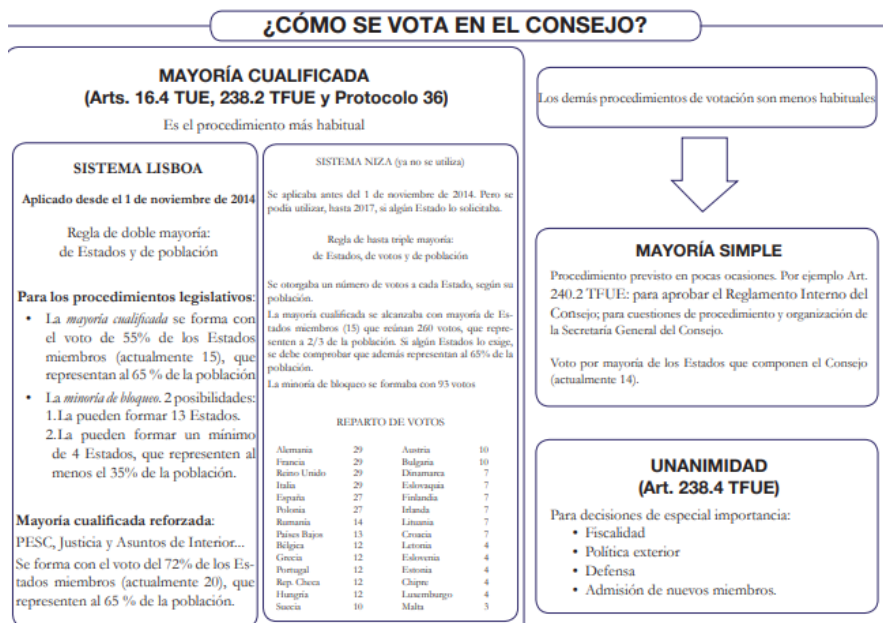 ¿CÓMO SE VOTA EN EL CONSEJO?
MAYORÍA CUALIFICADA
(Arts. 16.4 TUE, 238.2 TFUE y Protocolo 36)
Es el procedimiento más habitual
SISTEMA LISBOA
Aplicado desde el 1 de noviembre de 2014
Regla de doble mayoría:
de Estados y de población
Para los procedimientos legislativos:
• La mayoría cualificada se forma con
el voto de 55% de los Estados
miembros (actualmente 15), que
representan al 65 % de la población
• La minoría de bloqueo. 2 posibilidades:
1.La pueden formar 13 Estados.
2.La pueden formar un mínimo
de 4 Estados, que representen al
menos el 35% de la población.
Mayoría cualificada reforzada:
PESC, Justicia y Asuntos de Interior...
Se forma con el voto del 72% de los Es-
tados miembros (actualmente 20), que
representen al 65 % de la población.
SISTEMA NIZA (ya no se utiliza)
Se aplicaba antes del 1 de noviembre de 2014. Pero se
podía utilizar, hasta 2017, si algún Estado lo solicitaba.
Regla de hasta triple mayoría:
de Estados, de votos y de población
Se otorgaba un número de votos a cada Estado, según su
población.
La mayoría cualificada se alcanzaba con mayoría de Es-
tados miembros (15) que reúnan 260 votos, que repre-
senten a 2/3 de la población. Si algún Estado lo exige,
se debe comprobar que además representan al 65% de la
población.
La minoría de bloqueo se formaba con 93 votos
REPARTO DE VOTOS
Alemania 29 Austria 10
Francia 29 Bulgaria 10
Reino Unido 29 Dinamarca 7
Italia 29 Eslovaquia 7
España 27 Finlandia 7
Polonia 27 Irlanda 7
Rumanía 14 Lituania 7
Países Bajos 13 Croacia 7
Bélgica 12 Letonia 4
Grecia 12 Eslovenia 4
Portugal 12 Estonia 4
Rep. Checa 12 Chipre 4
Hungría 12 Luxemburgo 4
Suecia 10 Malta 3
Los demás procedimientos de votación son menos habituales
MAYORÍA SIMPLE
Procedimiento previsto en pocas ocasiones. Por ejemplo Art.
240.2 TFUE: para aprobar el Reglamento Interno del
Consejo; para cuestiones de procedimiento y organización de
la Secretaría General del Consejo.
Voto por mayoría de los Estados que componen el Consejo
(actualmente 14).
UNANIMIDAD
(Art. 238.4 TFUE)
Para decisiones de especial importancia:
• Fiscalidad
• Política exterior
• Defensa
• Admisión de nuevos miembros.